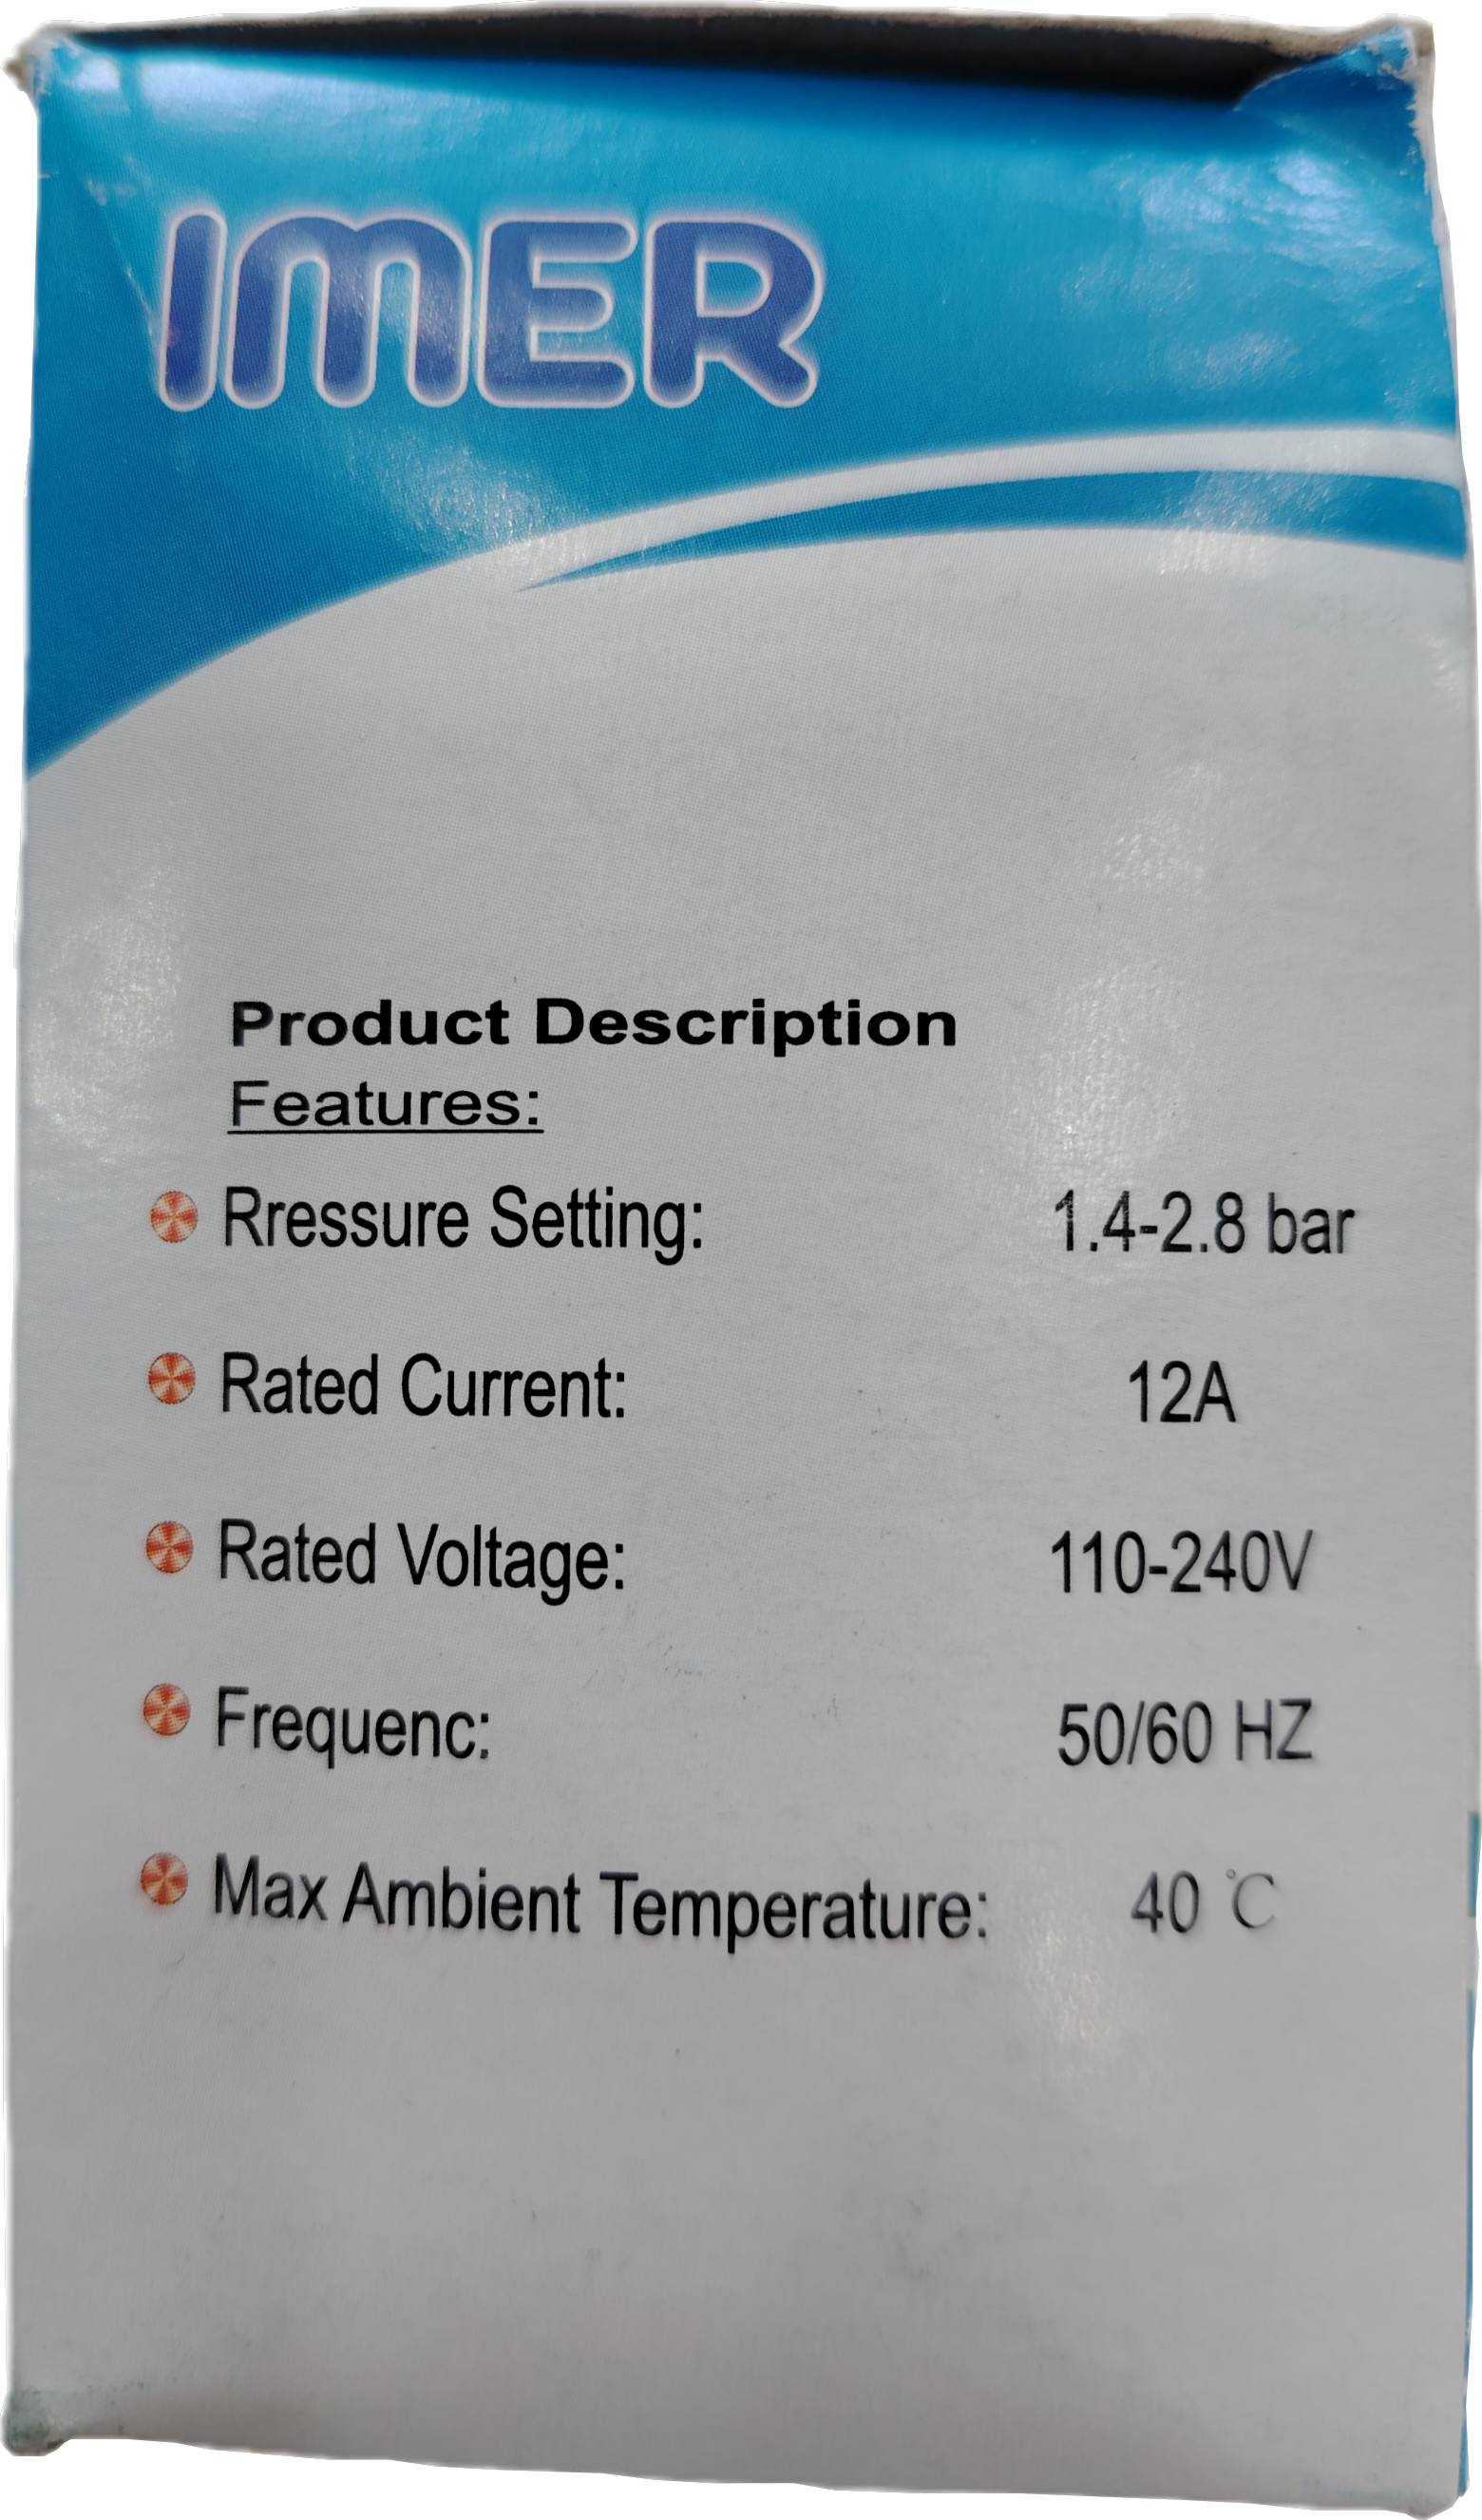 IMER
Product Description
Features:
Rressure Setting: 1.4-2.8 bar
Rated Current: 12A
Rated Voltage: 110-240V
Frequenc: 50/60 HZ
Max Ambient Temperature: 40 ℃